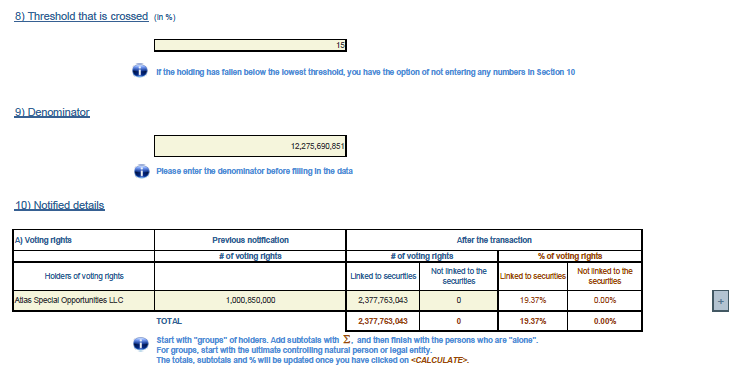 8) Threshold that is crossed (in %)
15
If the holding has fallen below the lowest threshold, you have the option of not entering any numbers in Section 10
9) Denominator
12,275,690,851
Please enter the denominator before filling in the data
10) Notified details
A) Voting rights Previous notification After the transaction
# of voting rights # of voting rights % of voting rights
Holders of voting rights Linked to securities Not linked to the securities Linked to securities Not linked to the securities
Atlas Special Opportunities LLC 1,000,850,000 2,377,763,043 0 19.37% 0.00%
TOTAL 2,377,763,043 0 19.37% 0.00%
Start with "groups" of holders. Add subtotals with Σ, and then finish with the persons who are "alone".
For groups, start with the ultimate controlling natural person or legal entity.
The totals, subtotals and % will be updated once you have clicked on <CALCULATE>.
+